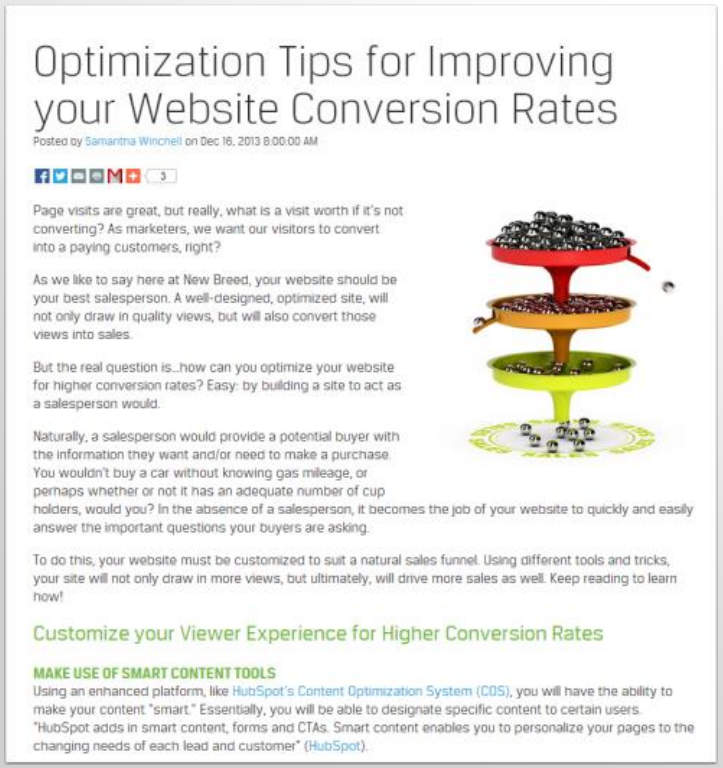 Optimization Tips for Improving
your Website Conversion Rates
Posted by Samantha Winchell on Dec 16, 2013 8:00:00 AM
3
Page visits are great, but really, what is a visit worth if it's not
converting? As marketers, we want our visitors to convert
into a paying customers, right?
As we like to say here at New Breed, your website should be
your best salesperson. A well-designed, optimized site, will
not only draw in quality views, but will also convert those
views into sales.
But the real question is...how can you optimize your website
for higher conversion rates? Easy: by building a site to act as
a salesperson would.
Naturally, a salesperson would provide a potential buyer with
the information they want and/or need to make a purchase.
You wouldn't buy a car without knowing gas mileage, or
perhaps whether or not it has an adequate number of cup
holders, would you? In the absence of a salesperson, it becomes the job of your website to quickly and easily
answer the important questions your buyers are asking.
To do this, your website must be customized to suit a natural sales funnel. Using different tools and tricks,
your site will not only draw in more views, but ultimately, will drive more sales as well. Keep reading to learn
how!
Customize your Viewer Experience for Higher Conversion Rates
MAKE USE OF SMART CONTENT TOOLS
Using an enhanced platform, like HubSpot's Content Optimization System (COS), you will have the ability to
make your content "smart." Essentially, you will be able to designate specific content to certain users.
"HubSpot adds in smart content, forms and CTAs. Smart content enables you to personalize your pages to the
changing needs of each lead and customer" (HubSpot).